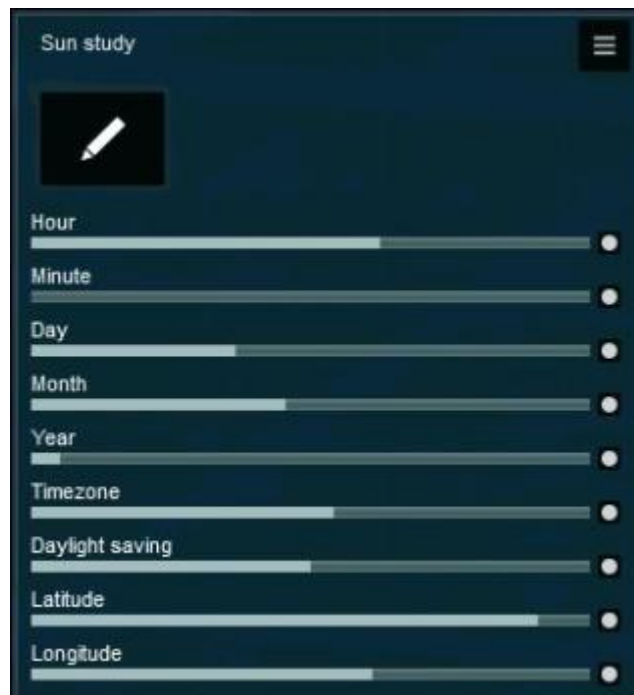 Sun study
Hour
Minute
Day
Month
Year
Timezone
Daylight saving
Latitude
Longitude